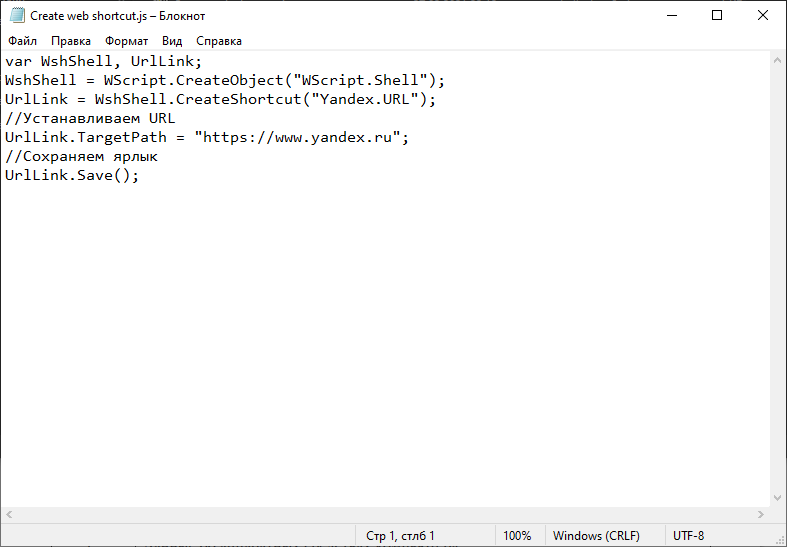 Create web shortcut.js – Блокнот
Файл Правка Формат Вид Справка
var WshShell, UrlLink;
WshShell = WScript.CreateObject("WScript.Shell");
UrlLink = WshShell.CreateShortcut("Yandex.URL");
//Устанавливаем URL
UrlLink.TargetPath = "https://www.yandex.ru";
//Сохраняем ярлык
UrlLink.Save();
Стр 1, стлб 1 100% Windows (CRLF) UTF-8